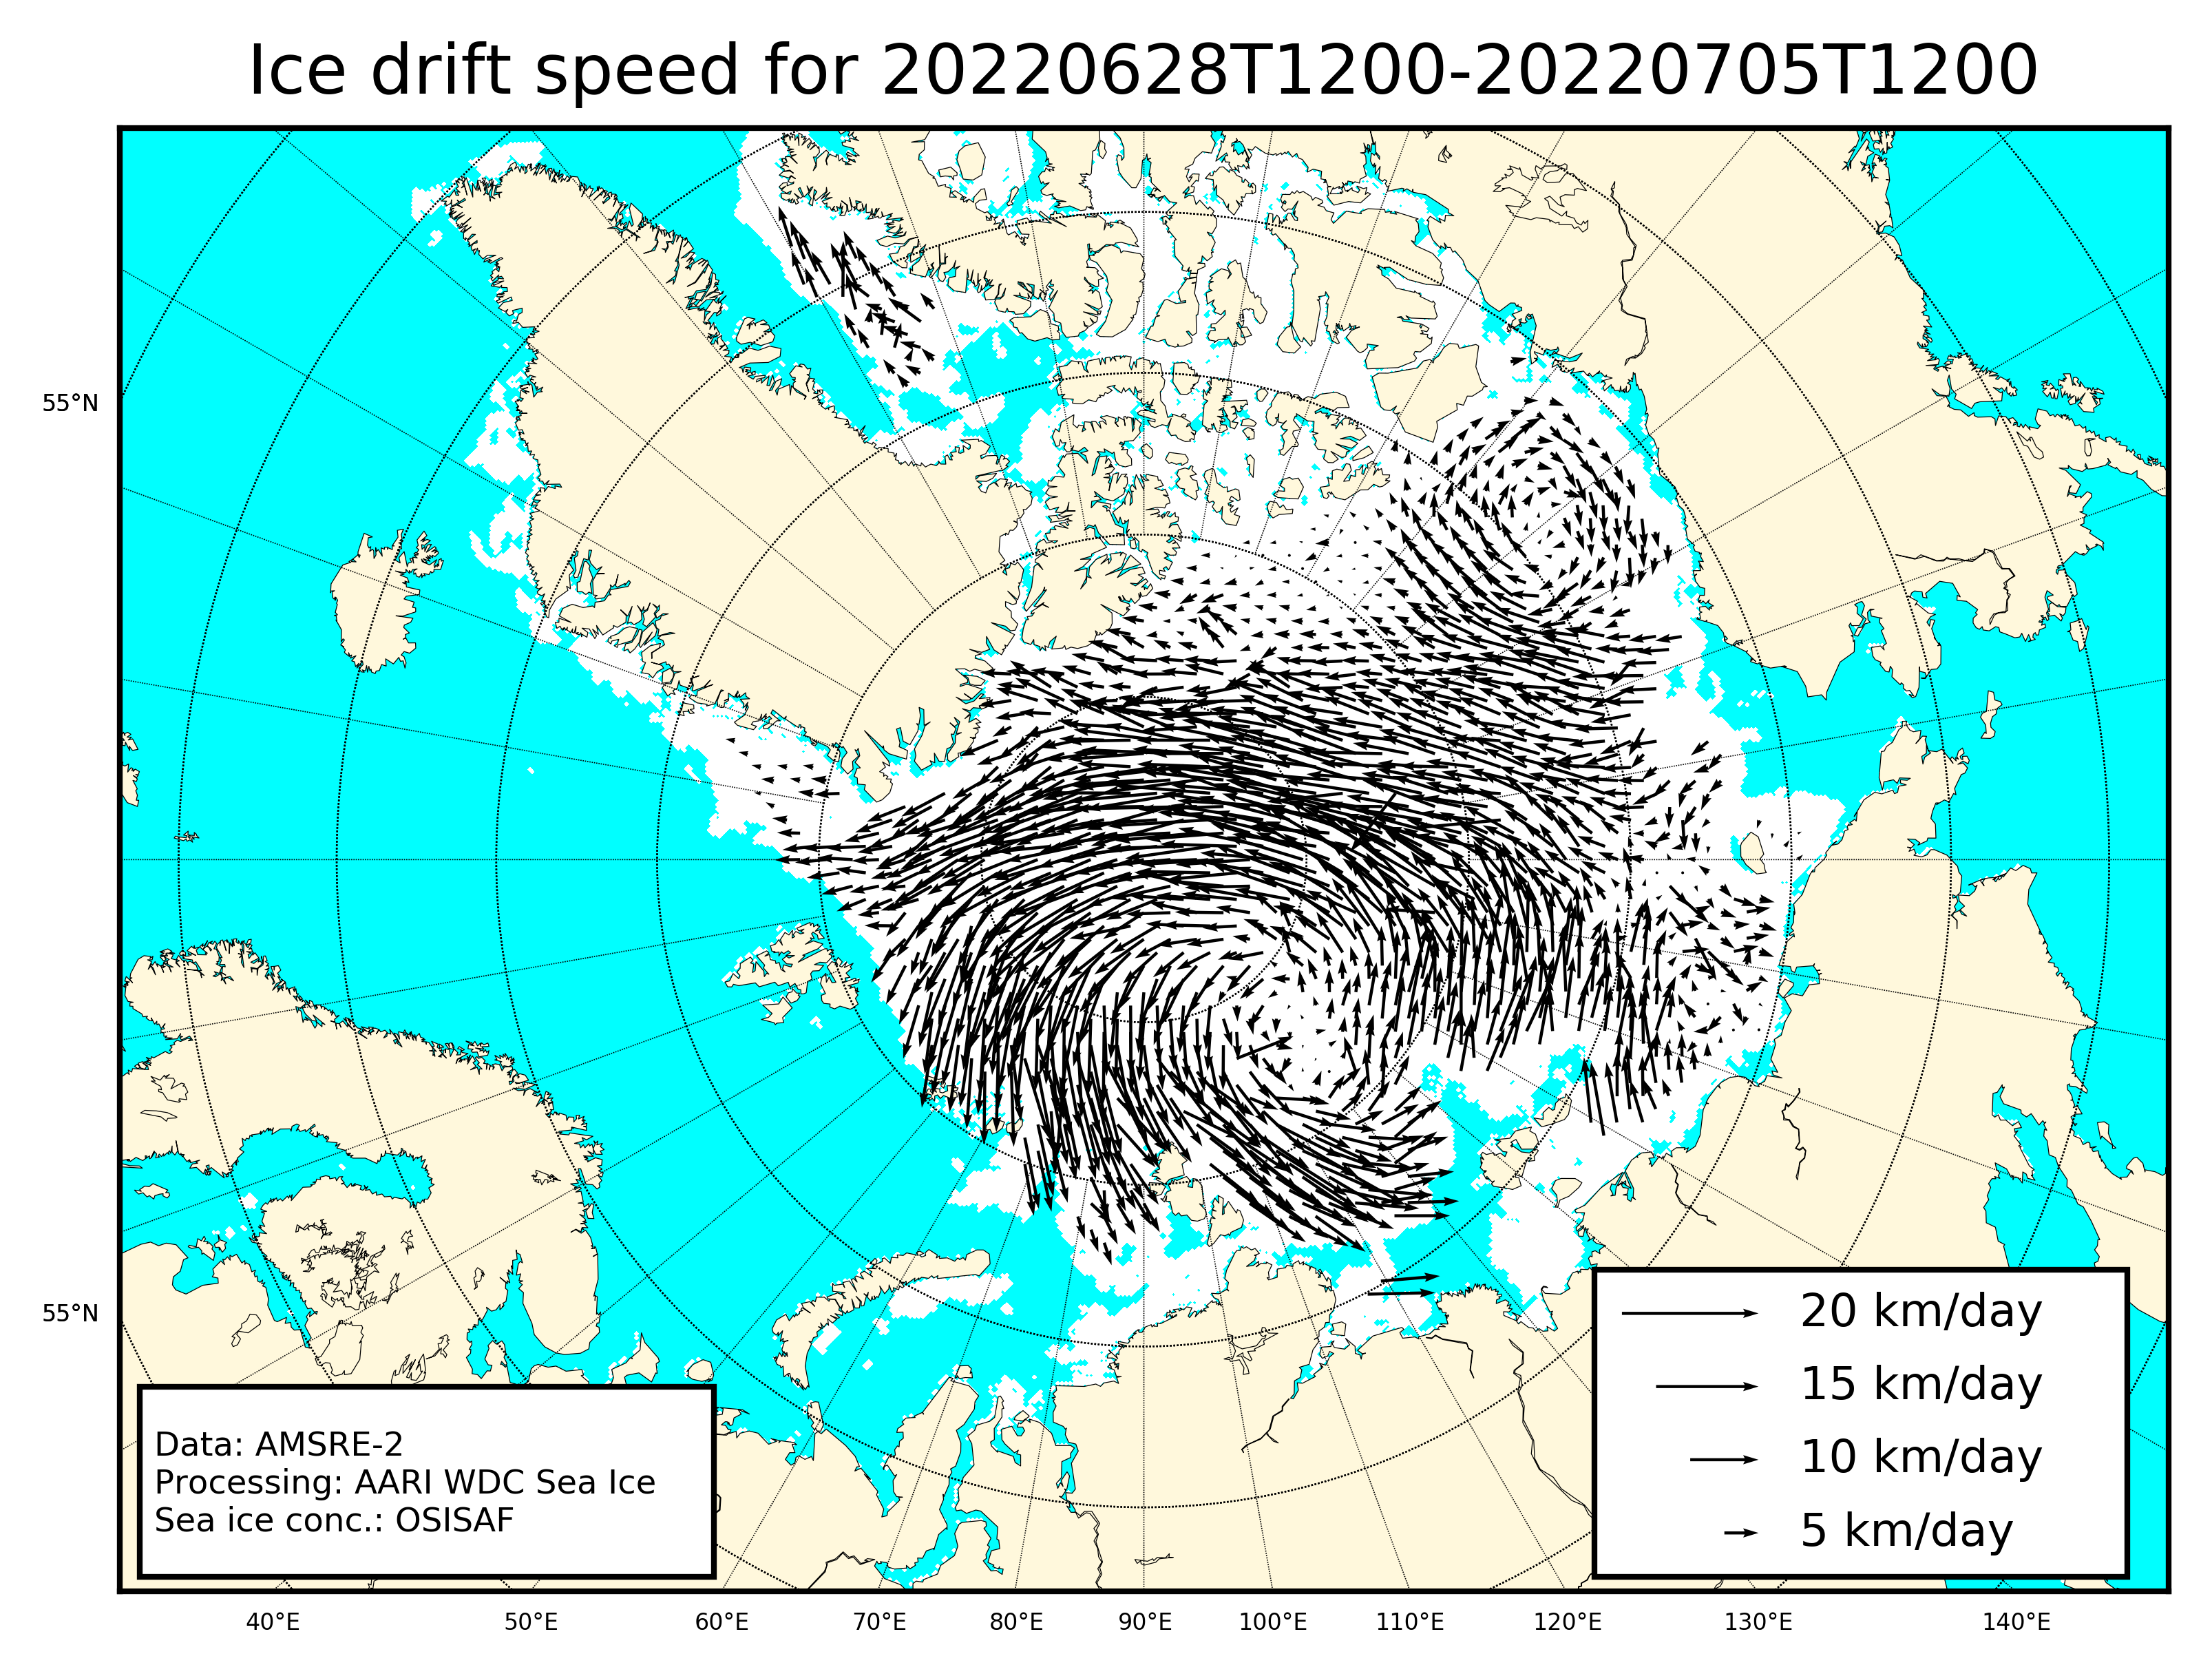 Ice drift speed for 20220628T1200-20220705T1200
55°N
55°N
20 km/day
15 km/day
10 km/day
5 km/day
Data: AMSRE-2
Processing: AARI WDC Sea Ice
Sea ice conc.: OSISAF
40°E 50°E 60°E 70°E 80°E 90°E 100°E 110°E 120°E 130°E 140°E